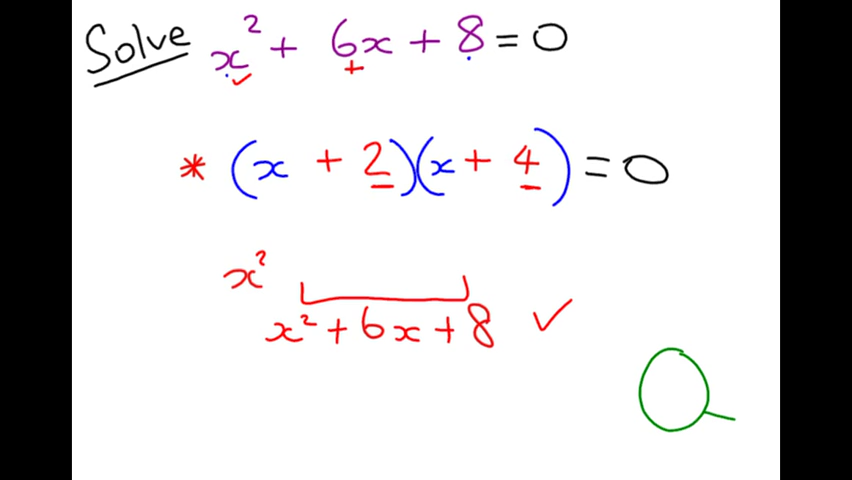 Solve x² + 6x + 8 = 0
* (x + 2)(x + 4) = 0
x²
x² + 6x + 8 ✓